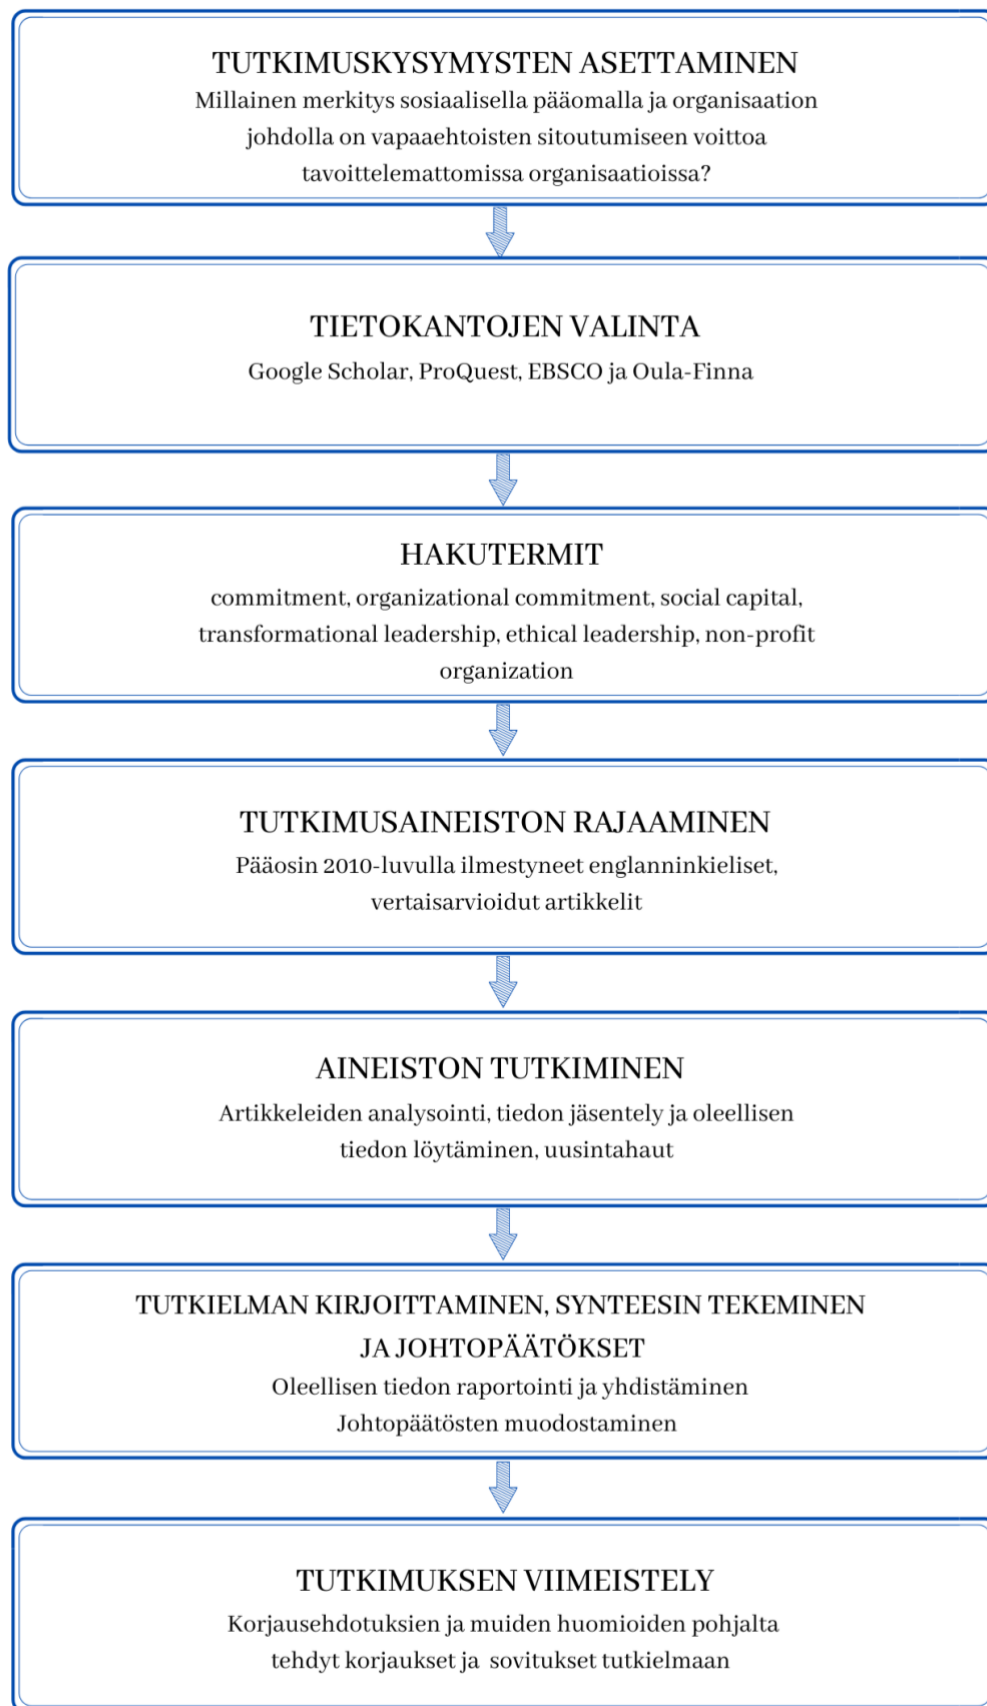 TUTKIMUSKYSYMYSTEN ASETTAMINEN
Millainen merkitys sosiaalisella pääomalla ja organisaation
johdolla on vapaaehtoisten sitoutumiseen voittoa
tavoittelemattomissa organisaatioissa?
TIETOKANTOJEN VALINTA
Google Scholar, ProQuest, EBSCO ja Oula-Finna
HAKUTERMIT
commitment, organizational commitment, social capital,
transformational leadership, ethical leadership, non-profit
organization
TUTKIMUSAINEISTON RAJAAMINEN
Pääosin 2010-luvulla ilmestyneet englanninkieliset,
vertaisarvioidut artikkelit
AINEISTON TUTKIMINEN
Artikkeleiden analysointi, tiedon jäsentely ja oleellisen
tiedon löytäminen, uusintahaut
TUTKIELMAN KIRJOITTAMINEN, SYNTEESIN TEKEMINEN
JA JOHTOPÄÄTÖKSET
Oleellisen tiedon raportointi ja yhdistäminen
Johtopäätösten muodostaminen
TUTKIMUKSEN VIIMEISTELY
Korjausehdotuksien ja muiden huomioiden pohjalta
tehdyt korjaukset ja sovitukset tutkielmaan